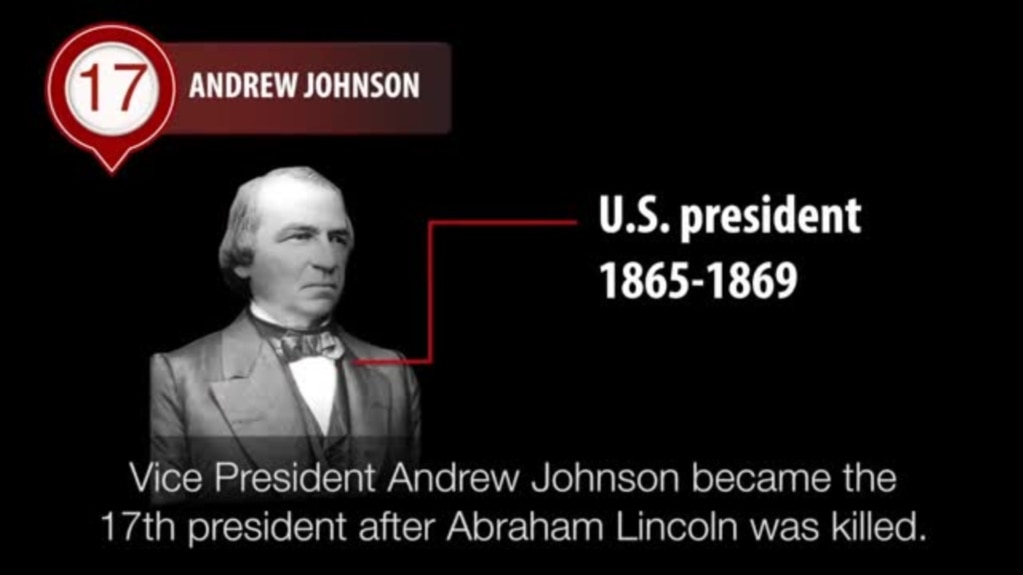 17
ANDREW JOHNSON
U.S. president
1865-1869
Vice President Andrew Johnson became the
17th president after Abraham Lincoln was killed.